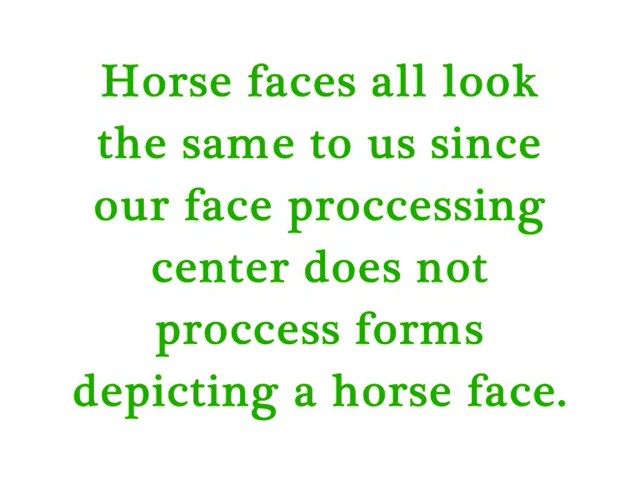 Horse faces all look
the same to us since
our face proccessing
center does not
proccess forms
depicting a horse face.